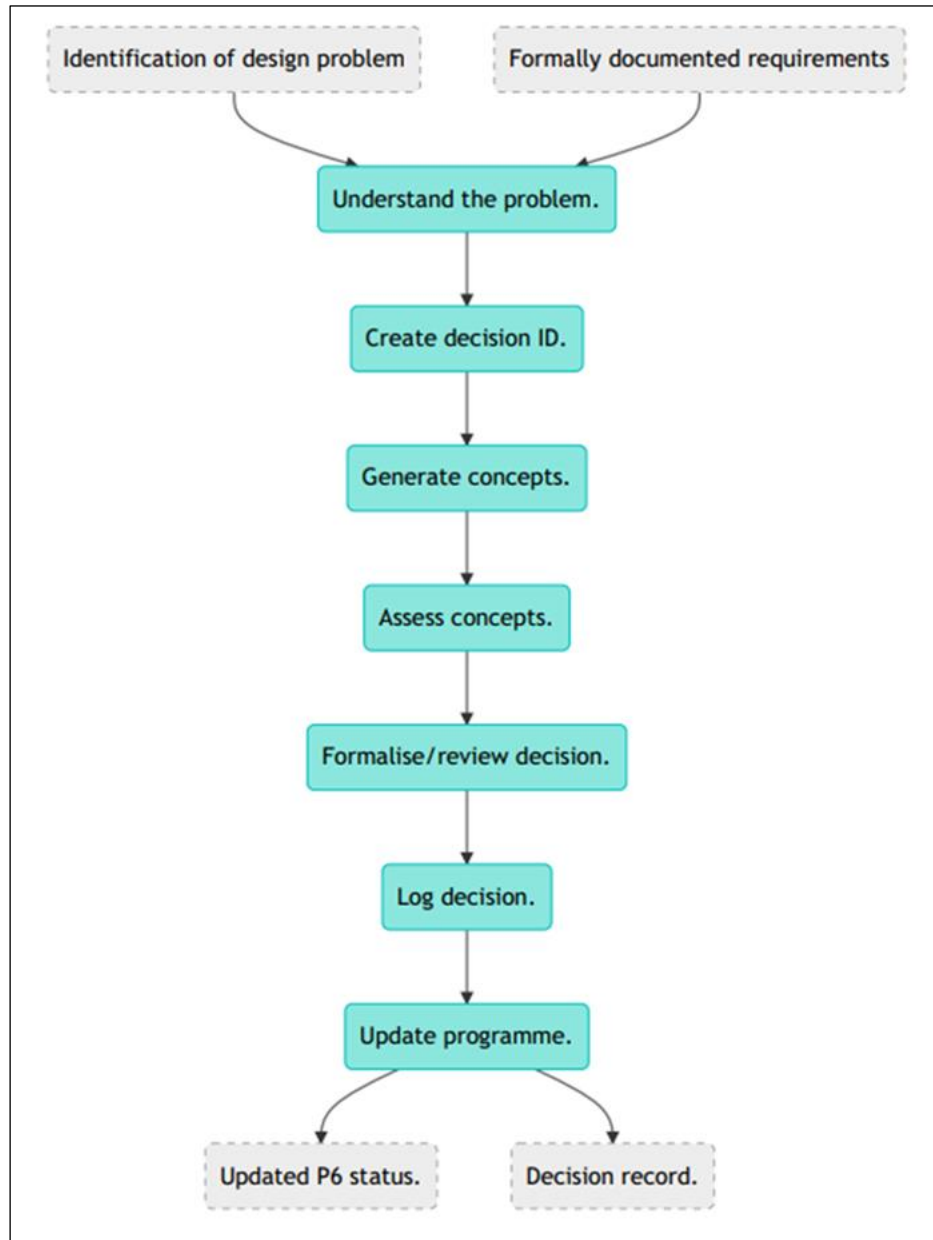 Identification of design problem
Formally documented requirements
Understand the problem.
Create decision ID.
Generate concepts.
Assess concepts.
Formalise/review decision.
Log decision.
Update programme.
Updated P6 status.
Decision record.